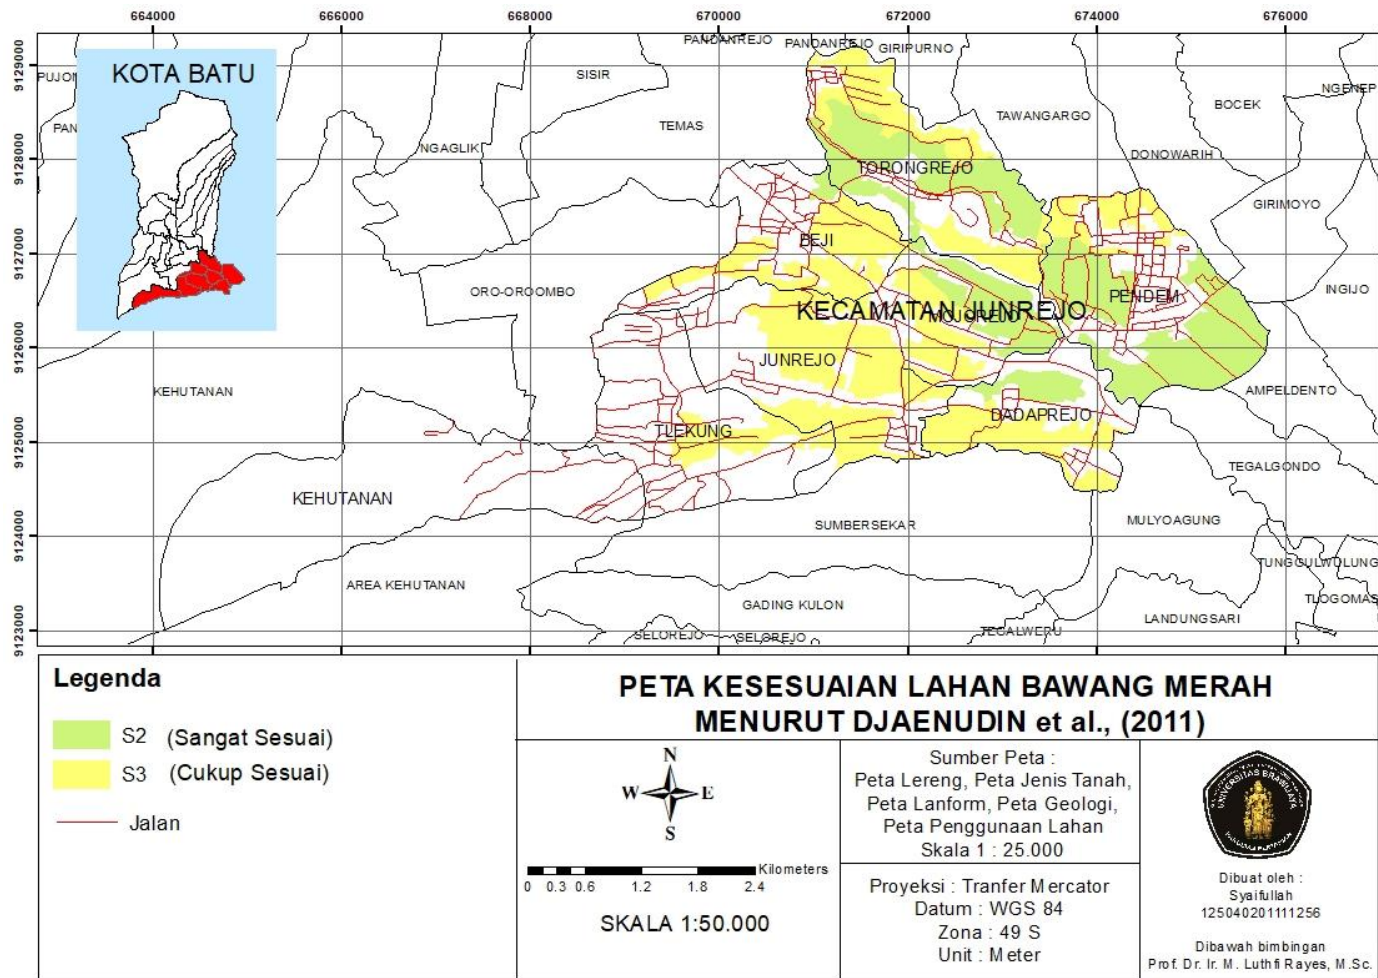 664000 666000 668000 670000 672000 674000 676000
9129000
9128000
9127000
9126000
9125000
9124000
9123000
KOTA BATU
PUJON
PAN
SISIR
PANDANREJO
PANDANREJO
GIRIPURNO
NGENEP
BOCEK
TAWANGARGO
TEMAS
NGAGLIK
DONOWARIH
TORONGREJO
GIRIMOYO
BEJI
ORO-OROOMBO
PENDEM
INGIJO
KECAMATAN JUNREJO
MOJOREJO
JUNREJO
KEHUTANAN
AMPELDENTO
DADAPREJO
TLEKUNG
TEGALGONDO
KEHUTANAN
SUMBERSEKAR
MULYOAGUNG
TUNGGULWULUNG
AREA KEHUTANAN
TLOGOMAS
GADING KULON
LANDUNGSARI
SELOREJO
SELOREJO
TEGALWERU
Legenda
S2 (Sangat Sesuai)
S3 (Cukup Sesuai)
Jalan
PETA KESESUAIAN LAHAN BAWANG MERAH
MENURUT DJAENUDIN et al., (2011)
N
W E
S
Kilometers
0 0.3 0.6 1.2 1.8 2.4
SKALA 1:50.000
Sumber Peta :
Peta Lereng, Peta Jenis Tanah,
Peta Lanform, Peta Geologi,
Peta Penggunaan Lahan
Skala 1 : 25.000
Proyeksi : Tranfer Mercator
Datum : WGS 84
Zona : 49 S
Unit : Meter
UNIVERSITAS BRAWIJAYA
Dibuat oleh :
Syaifullah
125040201111256
Dibawah bimbingan
Prof. Dr. Ir. M. Luthfi Rayes, M.Sc.